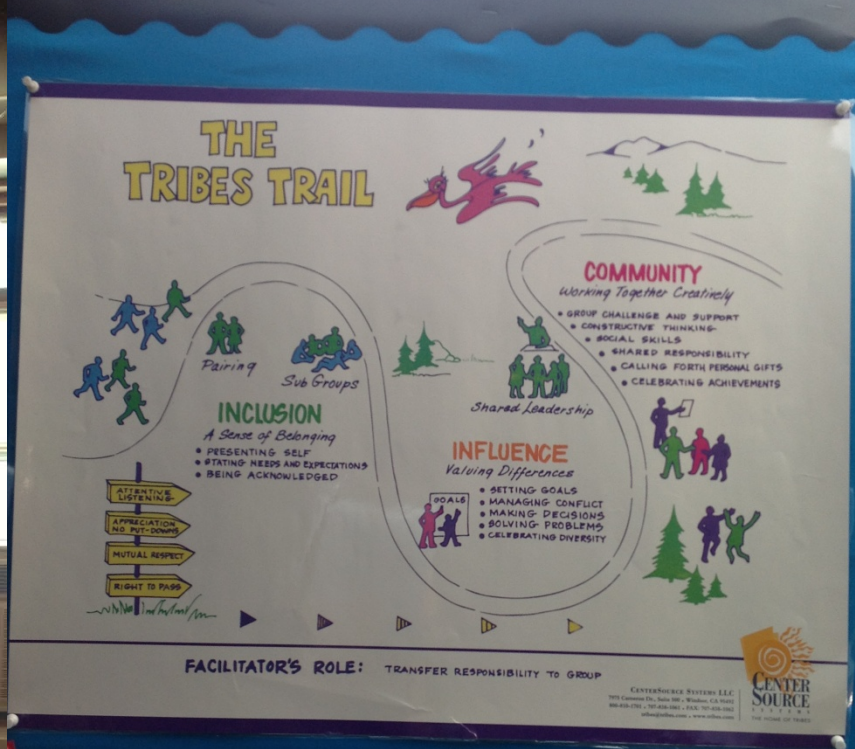 THE
TRIBES TRAIL
COMMUNITY
Working Together Creatively
• GROUP CHALLENGE AND SUPPORT
• CONSTRUCTIVE THINKING
• SOCIAL SKILLS
• SHARED RESPONSIBILITY
• CALLING FORTH PERSONAL GIFTS
• CELEBRATING ACHIEVEMENTS
Pairing
Sub Groups
Shared Leadership
INCLUSION
A Sense of Belonging
• PRESENTING SELF
• STATING NEEDS AND EXPECTATIONS
• BEING ACKNOWLEDGED
INFLUENCE
Valuing Differences
• SETTING GOALS
• MANAGING CONFLICT
• MAKING DECISIONS
• SOLVING PROBLEMS
• CELEBRATING DIVERSITY
GOALS
ATTENTIVE
LISTENING
APPRECIATION
NO PUT-DOWNS
MUTUAL RESPECT
RIGHT TO PASS
FACILITATOR'S ROLE: TRANSFER RESPONSIBILITY TO GROUP
CENTERSOURCE SYSTEMS LLC
CENTER
SOURCE
SYSTEMS
THE HOME OF TRIBES